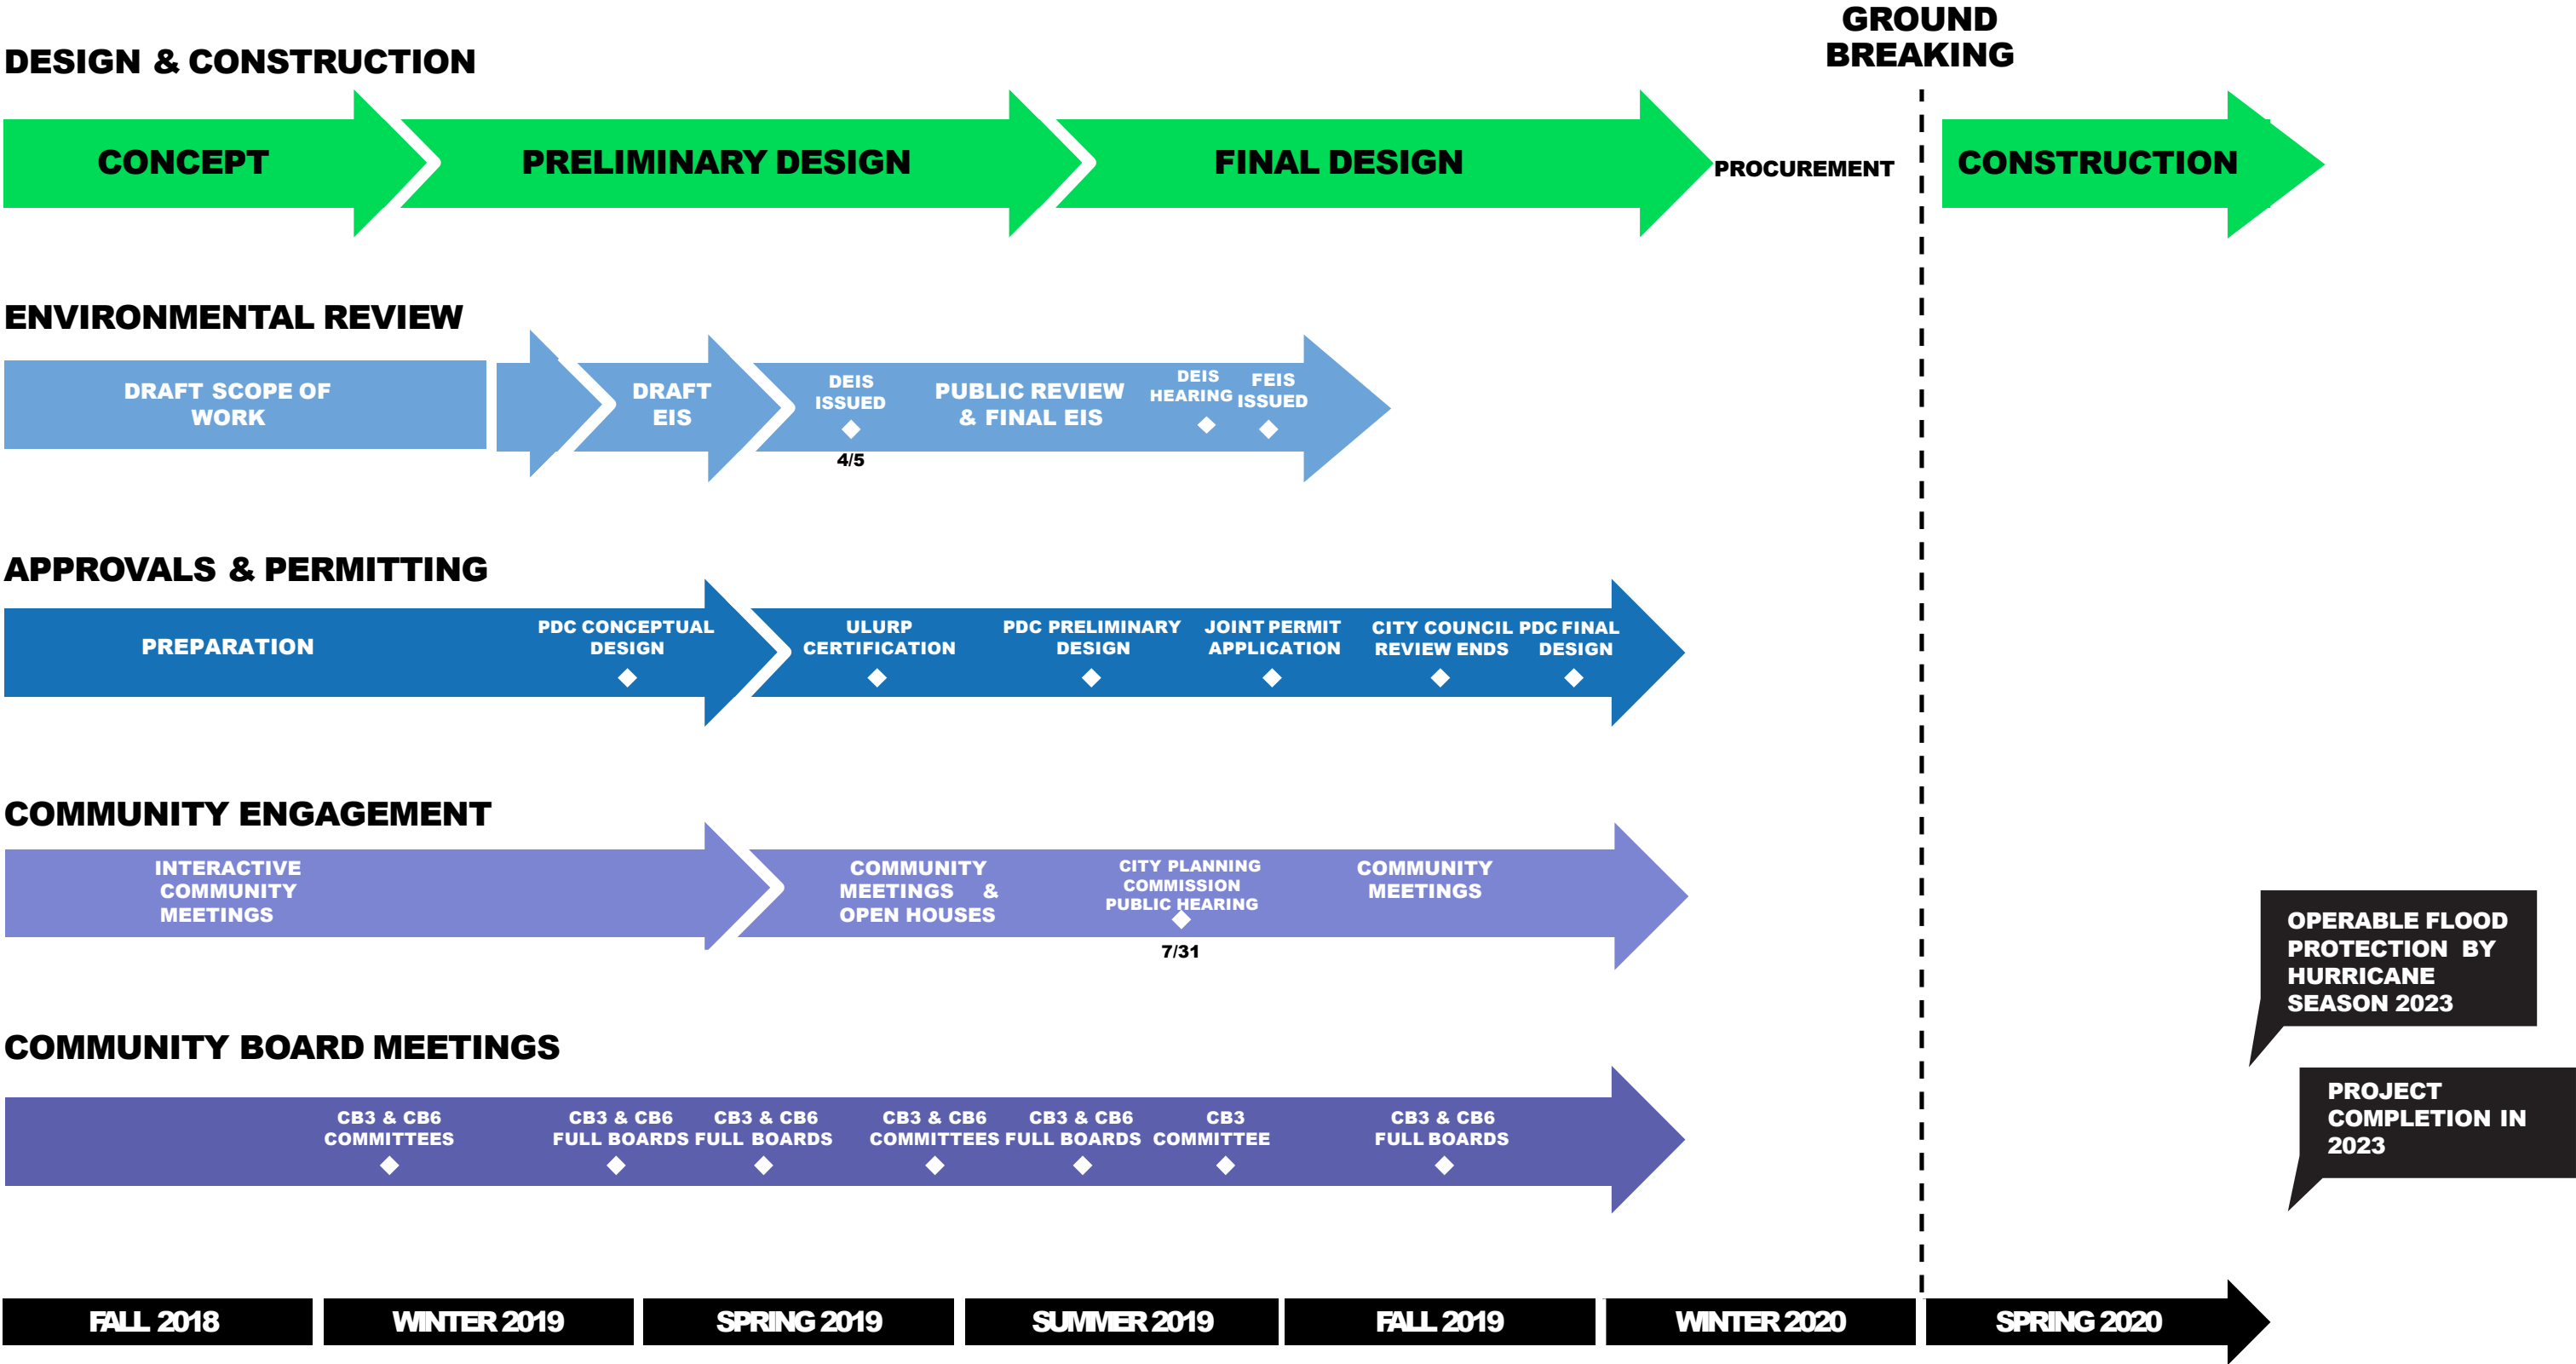 GROUND
BREAKING
DESIGN & CONSTRUCTION
CONCEPT
PRELIMINARY DESIGN
FINAL DESIGN
PROCUREMENT
CONSTRUCTION
ENVIRONMENTAL REVIEW
DRAFT SCOPE OF
WORK
DRAFT
EIS
DEIS
ISSUED
4/5
PUBLIC REVIEW
& FINAL EIS
DEIS
HEARING
FEIS
ISSUED
APPROVALS & PERMITTING
PREPARATION
PDC CONCEPTUAL
DESIGN
ULURP
CERTIFICATION
PDC PRELIMINARY
DESIGN
JOINT PERMIT
APPLICATION
CITY COUNCIL
REVIEW ENDS
PDC FINAL
DESIGN
COMMUNITY ENGAGEMENT
INTERACTIVE
COMMUNITY
MEETINGS
COMMUNITY
MEETINGS &
OPEN HOUSES
CITY PLANNING
COMMISSION
PUBLIC HEARING
7/31
COMMUNITY
MEETINGS
OPERABLE FLOOD
PROTECTION BY
HURRICANE
SEASON 2023
COMMUNITY BOARD MEETINGS
CB3 & CB6
COMMITTEES
CB3 & CB6
FULL BOARDS
CB3 & CB6
FULL BOARDS
CB3 & CB6
COMMITTEES
CB3 & CB6
FULL BOARDS
CB3
COMMITTEE
CB3 & CB6
FULL BOARDS
PROJECT
COMPLETION IN
2023
FALL 2018
WINTER 2019
SPRING 2019
SUMMER 2019
FALL 2019
WINTER 2020
SPRING 2020